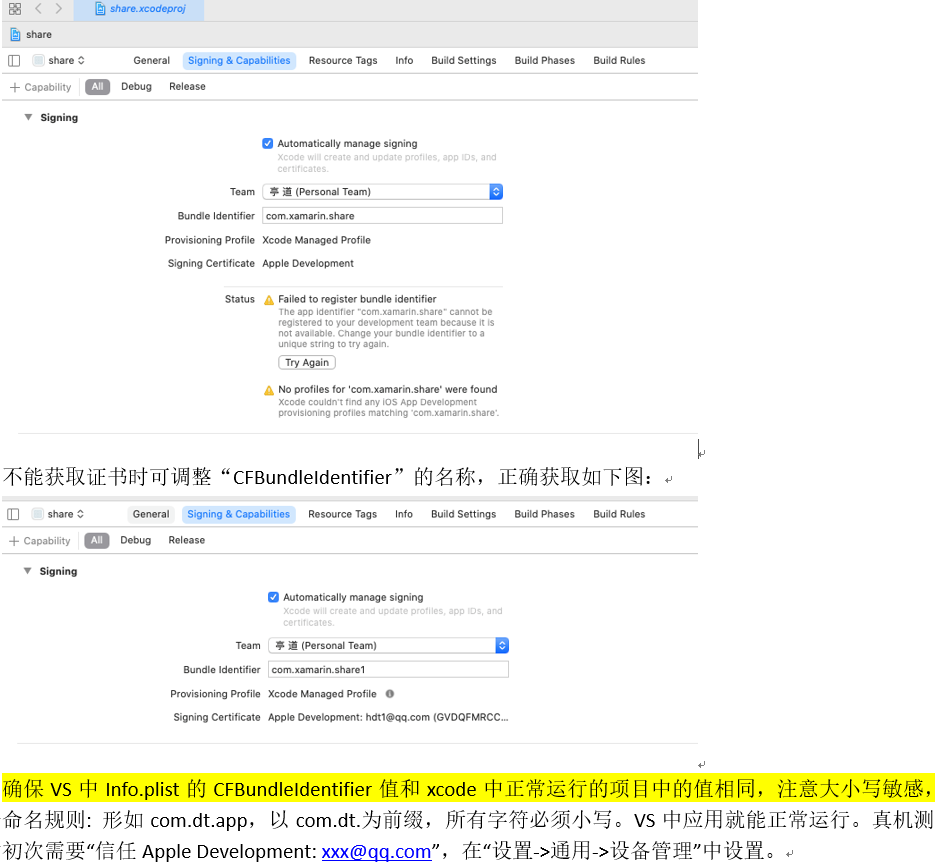 share.xcodeproj
share
share General Signing & Capabilities Resource Tags Info Build Settings Build Phases Build Rules
+ Capability All Debug Release
Signing
Automatically manage signing
Xcode will create and update profiles, app IDs, and
certificates.
Team 亭 道 (Personal Team)
Bundle Identifier com.xamarin.share
Provisioning Profile Xcode Managed Profile
Signing Certificate Apple Development
Status Failed to register bundle identifier
The app identifier "com.xamarin.share" cannot be
registered to your development team because it is
not available. Change your bundle identifier to a
unique string to try again.
Try Again
No profiles for 'com.xamarin.share' were found
Xcode couldn't find any iOS App Development
provisioning profiles matching 'com.xamarin.share'.
不能获取证书时可调整“CFBundleIdentifier”的名称，正确获取如下图：
share General Signing & Capabilities Resource Tags Info Build Settings Build Phases Build Rules
+ Capability All Debug Release
Signing
Automatically manage signing
Xcode will create and update profiles, app IDs, and
certificates.
Team 亭 道 (Personal Team)
Bundle Identifier com.xamarin.share1
Provisioning Profile Xcode Managed Profile
Signing Certificate Apple Development: hdt1@qq.com (GVDQFMRCC...
确保 VS 中 Info.plist 的 CFBundleIdentifier 值和 xcode 中正常运行的项目中的值相同，注意大小写敏感，
命名规则: 形如 com.dt.app，以 com.dt.为前缀，所有字符必须小写。VS 中应用就能正常运行。真机测
初次需要“信任 Apple Development: xxx@qq.com”，在“设置->通用->设备管理”中设置。